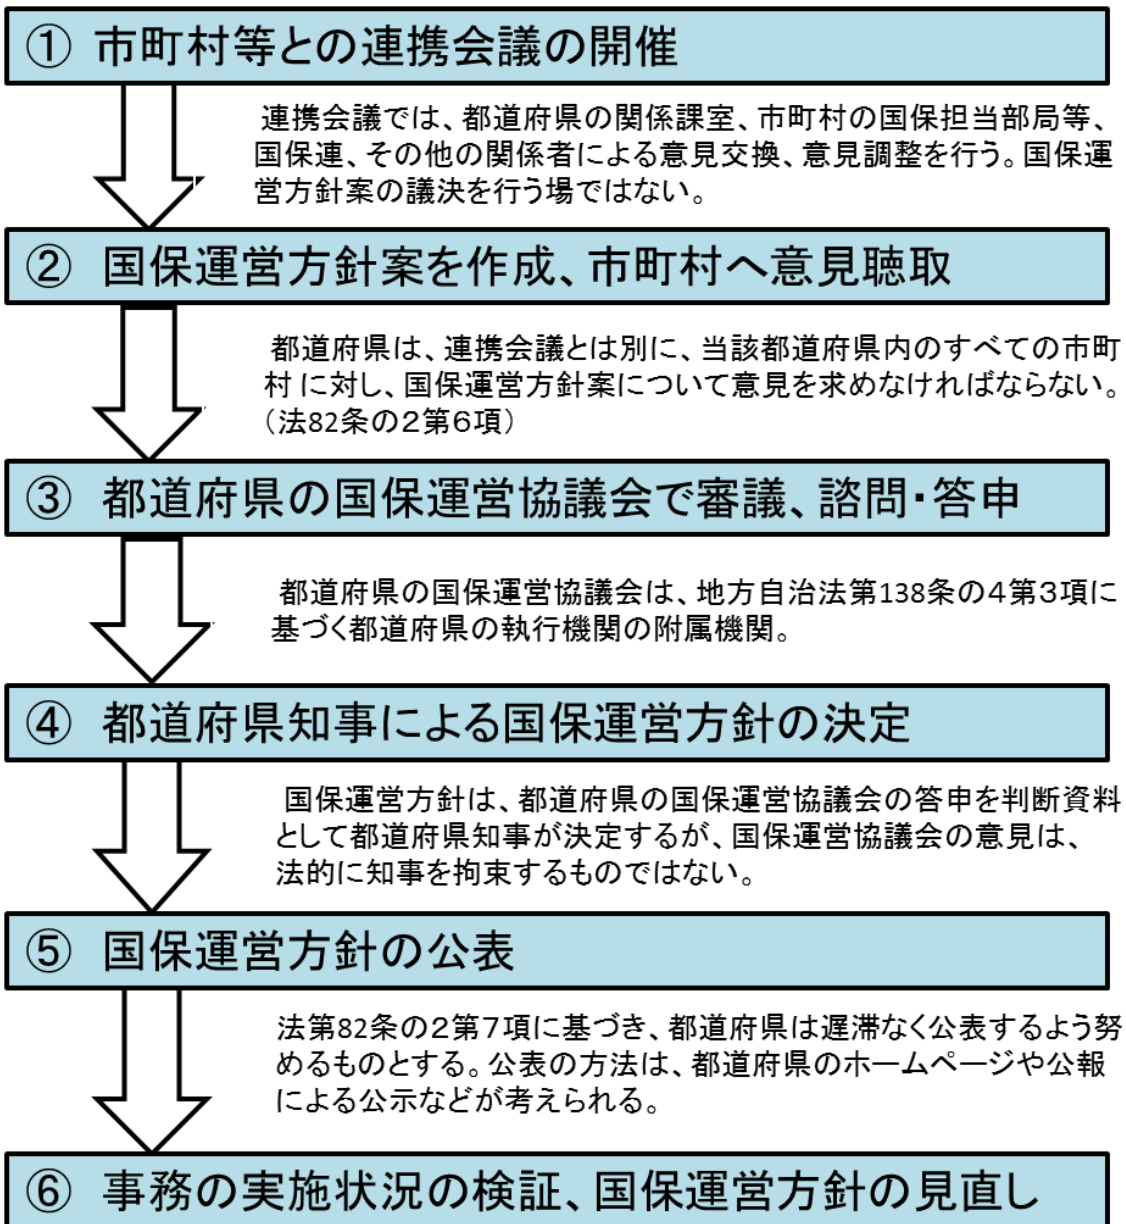 ① 市町村等との連携会議の開催
連携会議では、都道府県の関係課室、市町村の国保担当部局等、
国保連、その他の関係者による意見交換、意見調整を行う。国保運
営方針案の議決を行う場ではない。
② 国保運営方針案を作成、市町村へ意見聴取
都道府県は、連携会議とは別に、当該都道府県内のすべての市町
村に対し、国保運営方針案について意見を求めなければならない。
（法82条の２第６項）
③ 都道府県の国保運営協議会で審議、諮問・答申
都道府県の国保運営協議会は、地方自治法第138条の４第３項に
基づく都道府県の執行機関の附属機関。
④ 都道府県知事による国保運営方針の決定
国保運営方針は、都道府県の国保運営協議会の答申を判断資料
として都道府県知事が決定するが、国保運営協議会の意見は、
法的に知事を拘束するものではない。
⑤ 国保運営方針の公表
法第82条の２第７項に基づき、都道府県は遅滞なく公表するよう努
めるものとする。公表の方法は、都道府県のホームページや公報
による公示などが考えられる。
⑥ 事務の実施状況の検証、国保運営方針の見直し